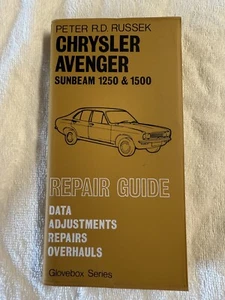 PETER R.D. RUSSEK
CHRYSLER
AVENGER
SUNBEAM 1250 & 1500
REPAIR GUIDE
DATA
ADJUSTMENTS
REPAIRS
OVERHAULS
Glovebox Series